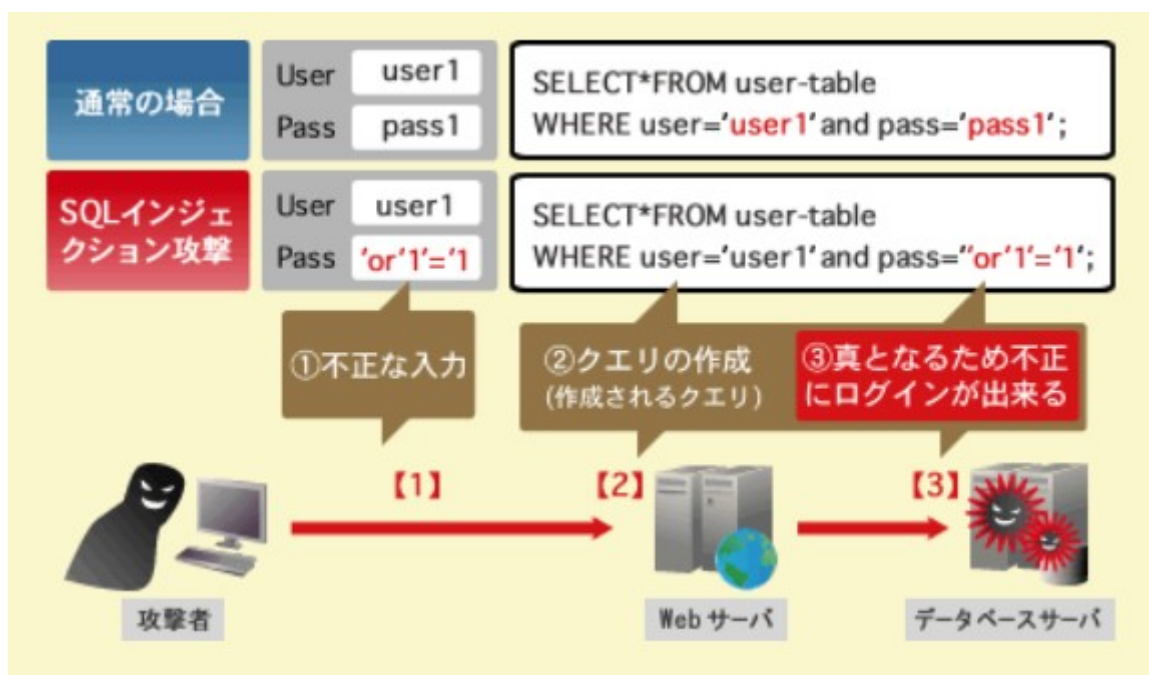 通常の場合
User user1
Pass pass1
SELECT*FROM user-table
WHERE user='user1'and pass='pass1';
SQLインジェ
クション攻撃
User user1
Pass 'or'1'='1
SELECT*FROM user-table
WHERE user='user1'and pass=''or'1'='1';
①不正な入力
②クエリの作成
(作成されるクエリ)
③真となるため不正
にログインが出来る
【1】
【2】
【3】
攻撃者
Web サーバ
データベースサーバ